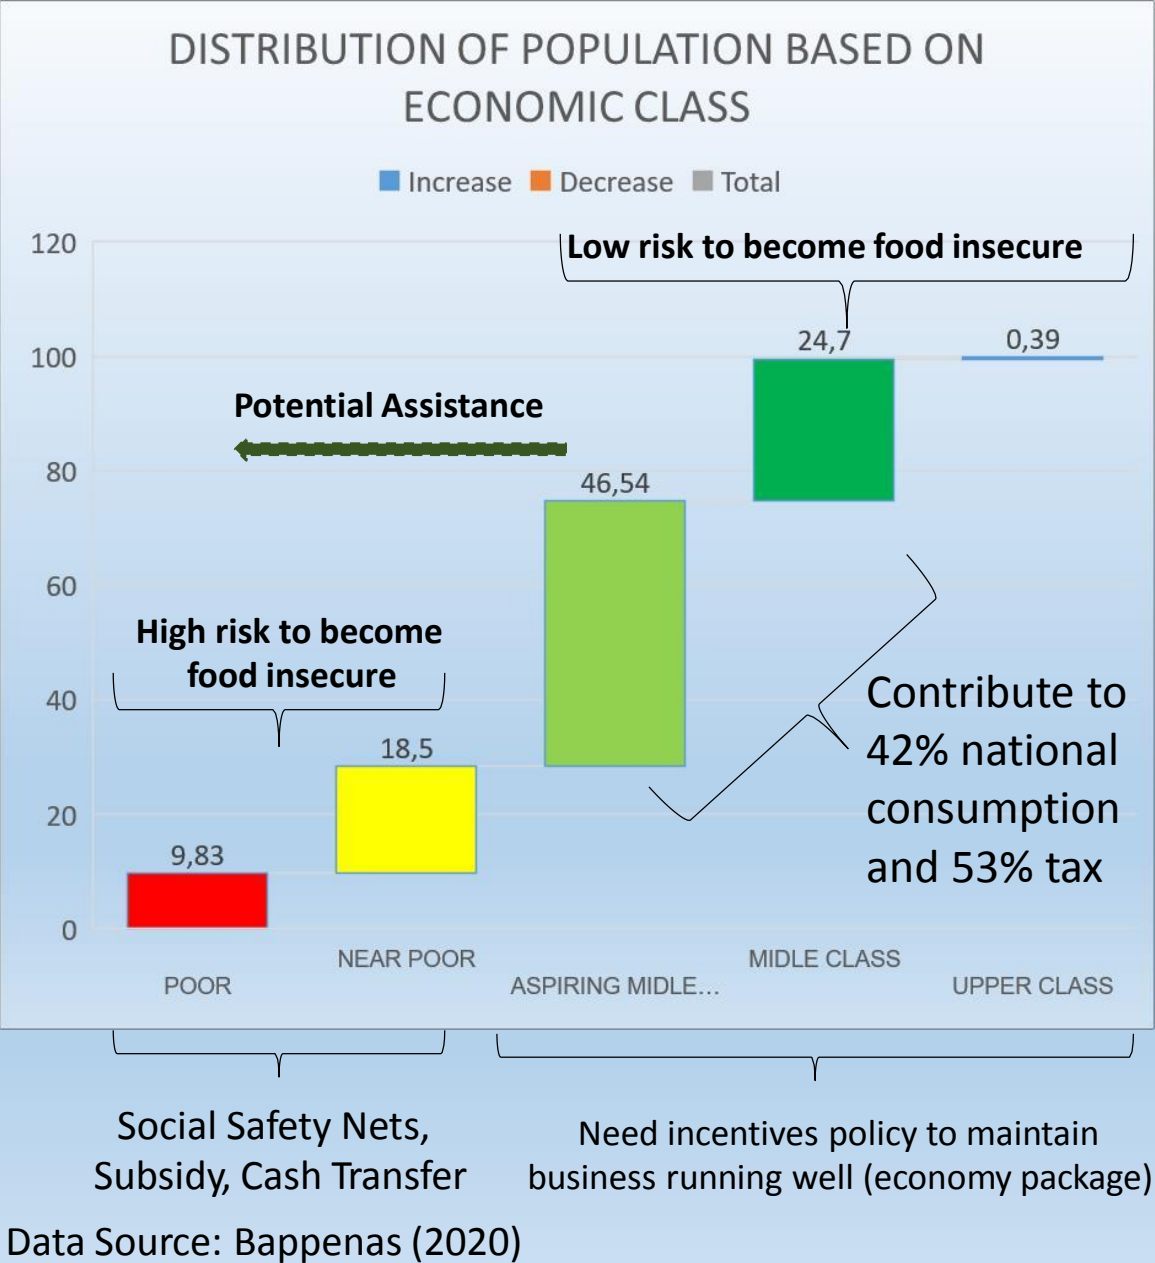 DISTRIBUTION OF POPULATION BASED ON
ECONOMIC CLASS
Increase Decrease Total
120
100
80
60
40
20
0
Low risk to become food insecure
24,7
0,39
Potential Assistance
46,54
High risk to become
food insecure
18,5
9,83
Contribute to
42% national
consumption
and 53% tax
POOR
NEAR POOR
ASPIRING MIDLE...
MIDLE CLASS
UPPER CLASS
Social Safety Nets,
Subsidy, Cash Transfer
Need incentives policy to maintain
business running well (economy package)
Data Source: Bappenas (2020)